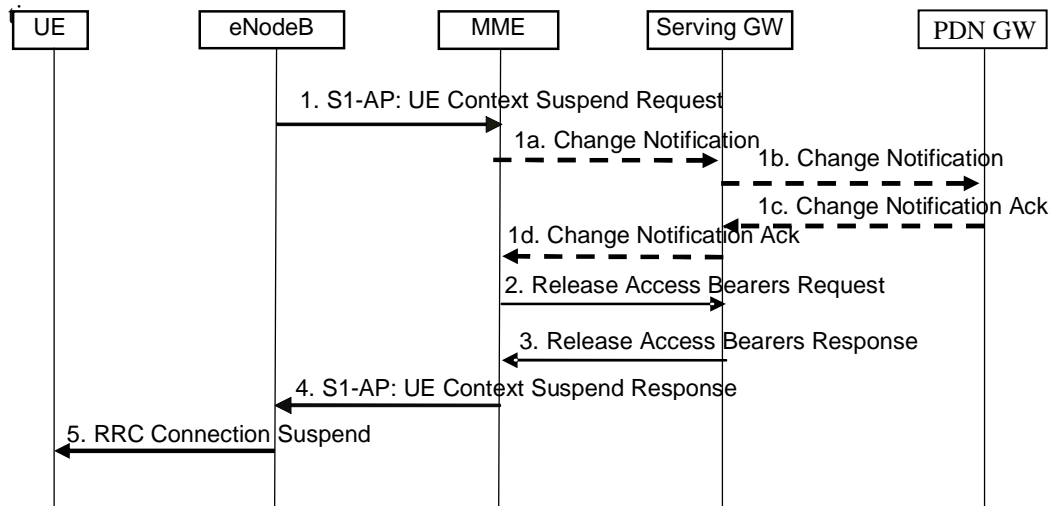 UE
eNodeB
MME
Serving GW
PDN GW
1. S1-AP: UE Context Suspend Request
1a. Change Notification
1b. Change Notification
1c. Change Notification Ack
1d. Change Notification Ack
2. Release Access Bearers Request
3. Release Access Bearers Response
4. S1-AP: UE Context Suspend Response
5. RRC Connection Suspend